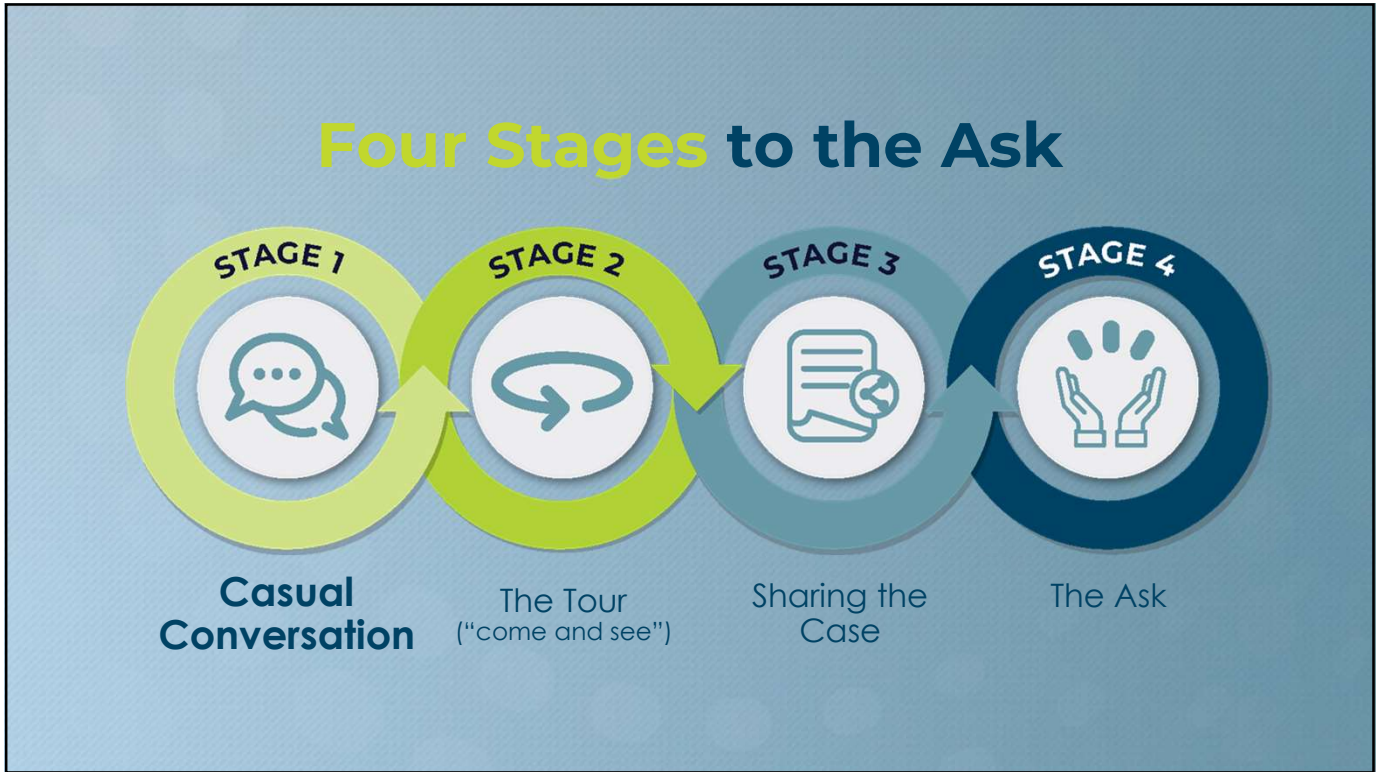 Four Stages to the Ask
STAGE 1
STAGE 2
STAGE 3
STAGE 4
Casual
Conversation
The Tour
(“come and see”)
Sharing the
Case
The Ask